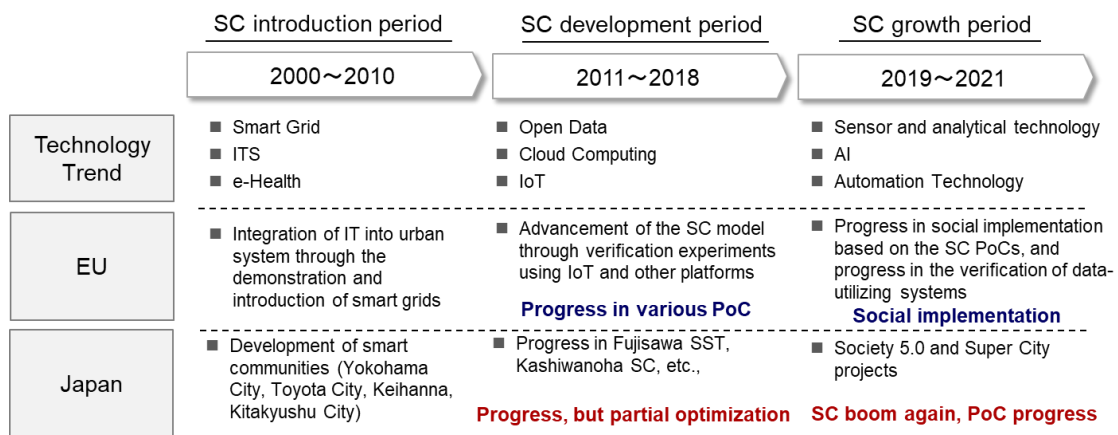 SC introduction period
SC development period
SC growth period
2000～2010
2011～2018
2019～2021
Technology
Trend
■ Smart Grid
■ ITS
■ e-Health
■ Open Data
■ Cloud Computing
■ IoT
■ Sensor and analytical technology
■ AI
■ Automation Technology
EU
■ Integration of IT into urban
system through the
demonstration and
introduction of smart grids
■ Advancement of the SC model
through verification experiments
using IoT and other platforms
Progress in various PoC
■ Progress in social implementation
based on the SC PoCs, and
progress in the verification of data-
utilizing systems
Social implementation
Japan
■ Development of smart
communities (Yokohama
City, Toyota City, Keihanna,
Kitakyushu City)
■ Progress in Fujisawa SST,
Kashiwanoha SC, etc.,
Progress, but partial optimization
■ Society 5.0 and Super City
projects
SC boom again, PoC progress